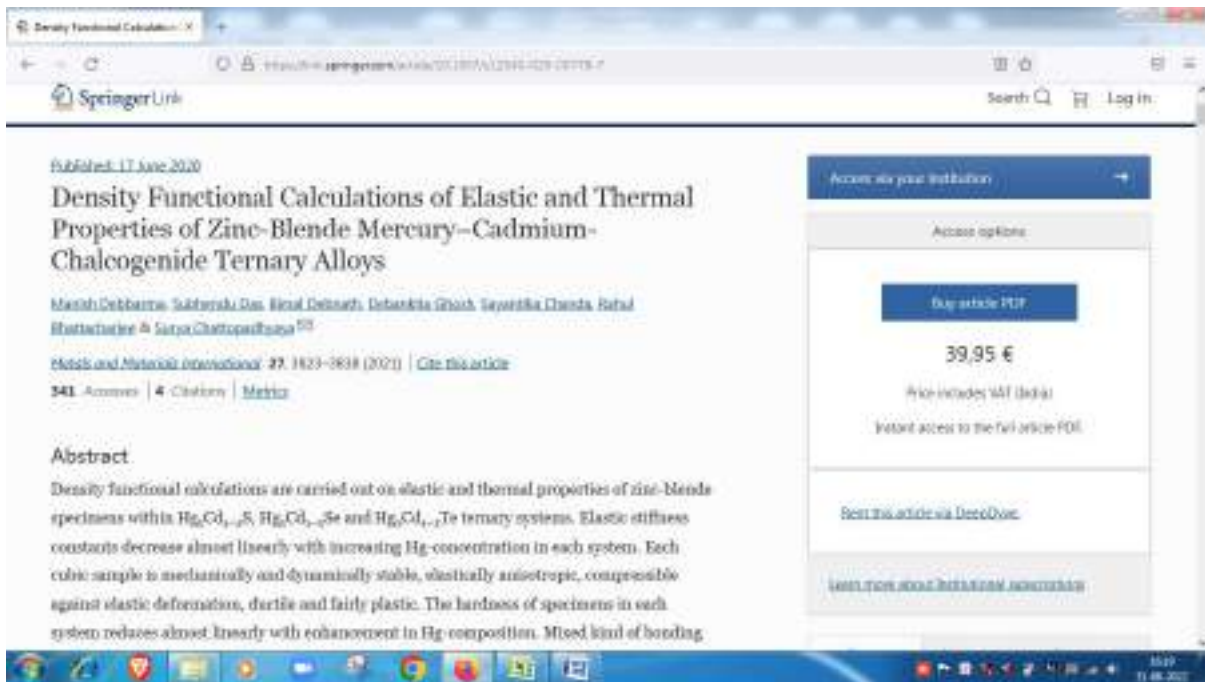 Density Functional Calculation
SpringerLink
Search
Log in
Published: 17 June 2020
Density Functional Calculations of Elastic and Thermal
Properties of Zinc-Blende Mercury–Cadmium-
Chalcogenide Ternary Alloys
Manish Debbarma, Subhendu Das, Bimal Debnath, Debankita Ghosh, Sayantika Chanda, Rahul
Bhattacharjee & Surya Chattopadhyaya
Metals and Materials International 27, 3823–3838 (2021) | Cite this article
341 Accesses | 4 Citations | Metrics
Abstract
Density functional calculations are carried out on elastic and thermal properties of zinc-blende
specimens within HgₓCd₁₋ₓS, HgₓCd₁₋ₓSe and HgₓCd₁₋ₓTe ternary systems. Elastic stiffness
constants decrease almost linearly with increasing Hg-concentration in each system. Each
cubic sample is mechanically and dynamically stable, elastically anisotropic, compressible
against elastic deformation, ductile and fairly plastic. The hardness of specimens in each
system reduces almost linearly with enhancement in Hg-composition. Mixed kind of bonding
Access via your institution →
Access options
Buy article PDF
39,95 €
Price includes VAT (India)
Instant access to the full article PDF.
Rent this article via DeepDyve.
Learn more about Institutional subscriptions